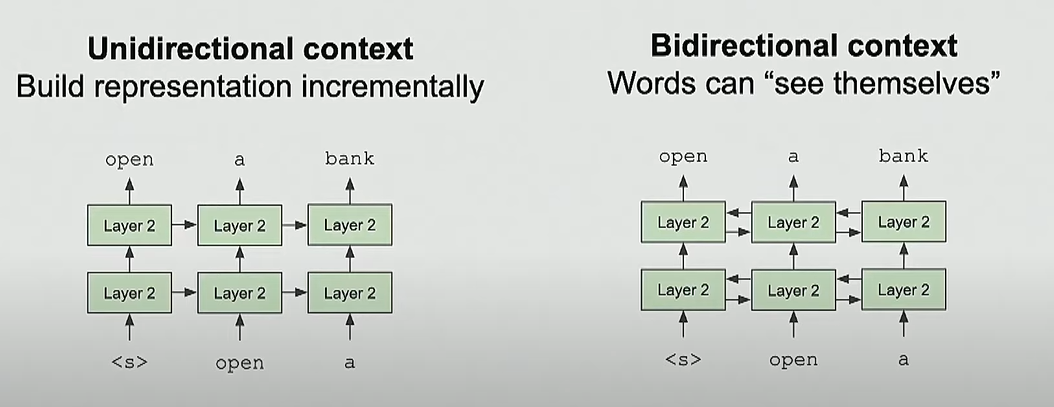 Unidirectional context
Build representation incrementally
open a bank
Layer 2 Layer 2 Layer 2
Layer 2 Layer 2 Layer 2
<s> open a
Bidirectional context
Words can “see themselves”
open a bank
Layer 2 Layer 2 Layer 2
Layer 2 Layer 2 Layer 2
<s> open a